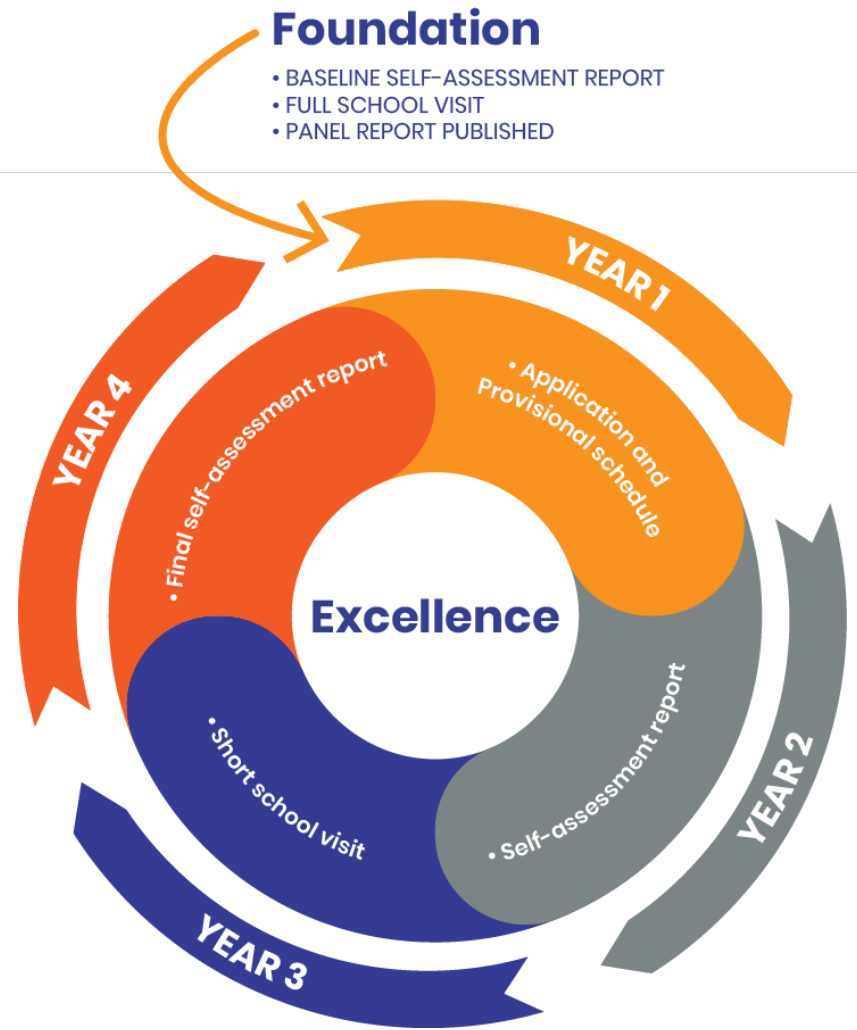 Foundation
• BASELINE SELF-ASSESSMENT REPORT
• FULL SCHOOL VISIT
• PANEL REPORT PUBLISHED
YEAR 1
• Application and
Provisional schedule
YEAR 2
• Self-assessment report
YEAR 3
• Short school visit
YEAR 4
• Final self-assessment report
Excellence